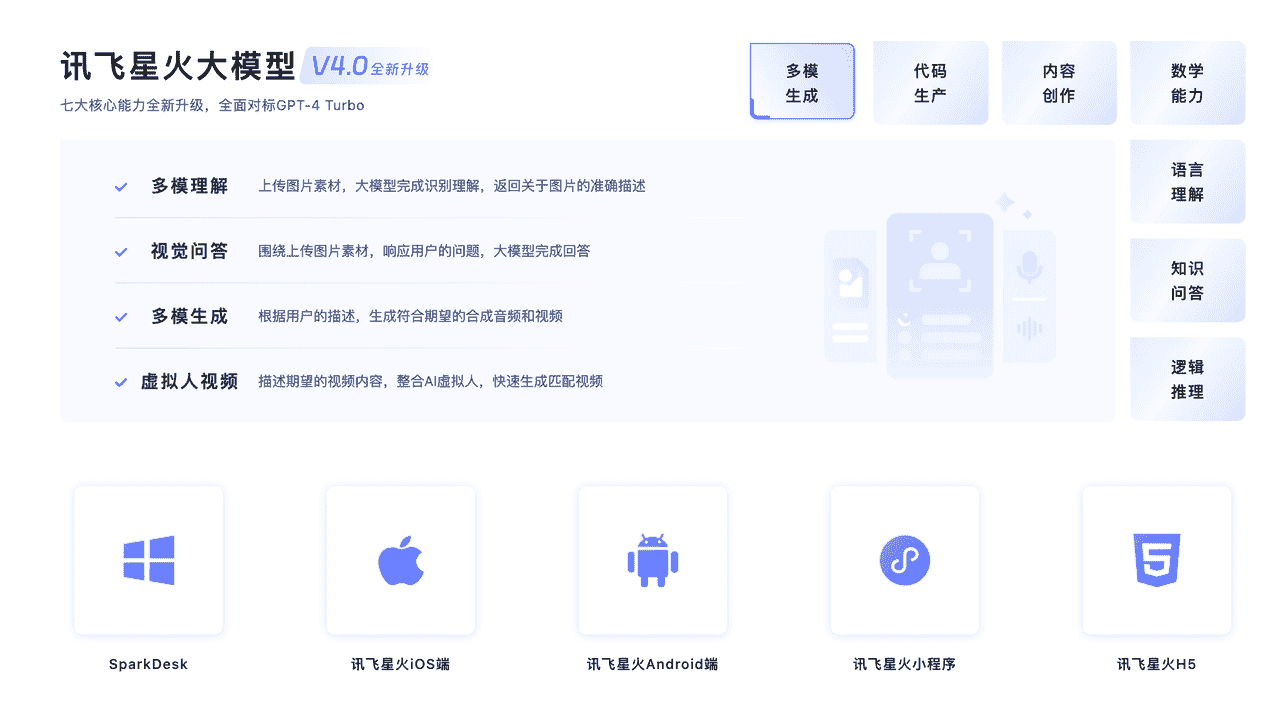 讯飞星火大模型 V4.0全新升级
七大核心能力全新升级，全面对标GPT-4 Turbo
多模
生成
代码
生产
内容
创作
数学
能力
语言
理解
知识
问答
逻辑
推理
多模理解 上传图片素材，大模型完成识别理解，返回关于图片的准确描述
视觉问答 围绕上传图片素材，响应用户的问题，大模型完成回答
多模生成 根据用户的描述，生成符合期望的合成音频和视频
虚拟人视频 描述期望的视频内容，整合AI虚拟人，快速生成匹配视频
SparkDesk
讯飞星火iOS端
讯飞星火Android端
讯飞星火小程序
讯飞星火H5